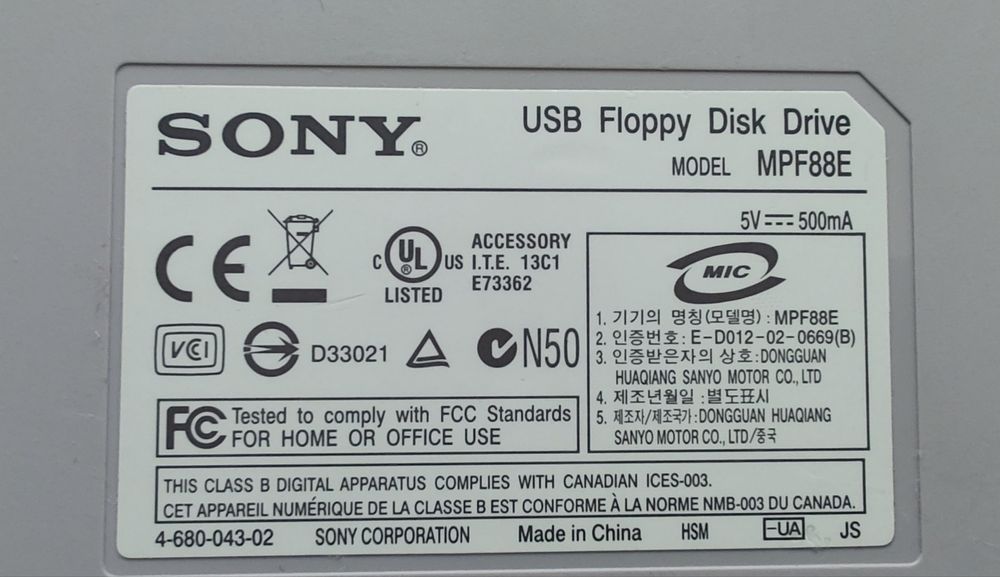 SONY®
USB Floppy Disk Drive
MODEL MPF88E
5V 500mA
CE
C UL® US
LISTED
ACCESSORY
I.T.E. 13C1
E73362
VCI
D33021
N50
MIC
1. 기기의 명칭(모델명) : MPF88E
2. 인증번호: E-D012-02-0669(B)
3. 인증받은자의 상호:DONGGUAN
HUAQIANG SANYO MOTOR CO., LTD
4. 제조년월일 :별도표시
5. 제조자/제조국가:DONGGUAN HUAQIANG
SANYO MOTOR CO., LTD/중국
FC Tested to comply with FCC Standards
FOR HOME OR OFFICE USE
THIS CLASS B DIGITAL APPARATUS COMPLIES WITH CANADIAN ICES-003.
CET APPAREIL NUMÉRIQUE DE LA CLASSE B EST CONFORME À LA NORME NMB-003 DU CANADA.
4-680-043-02 SONY CORPORATION Made in China HSM -UA JS